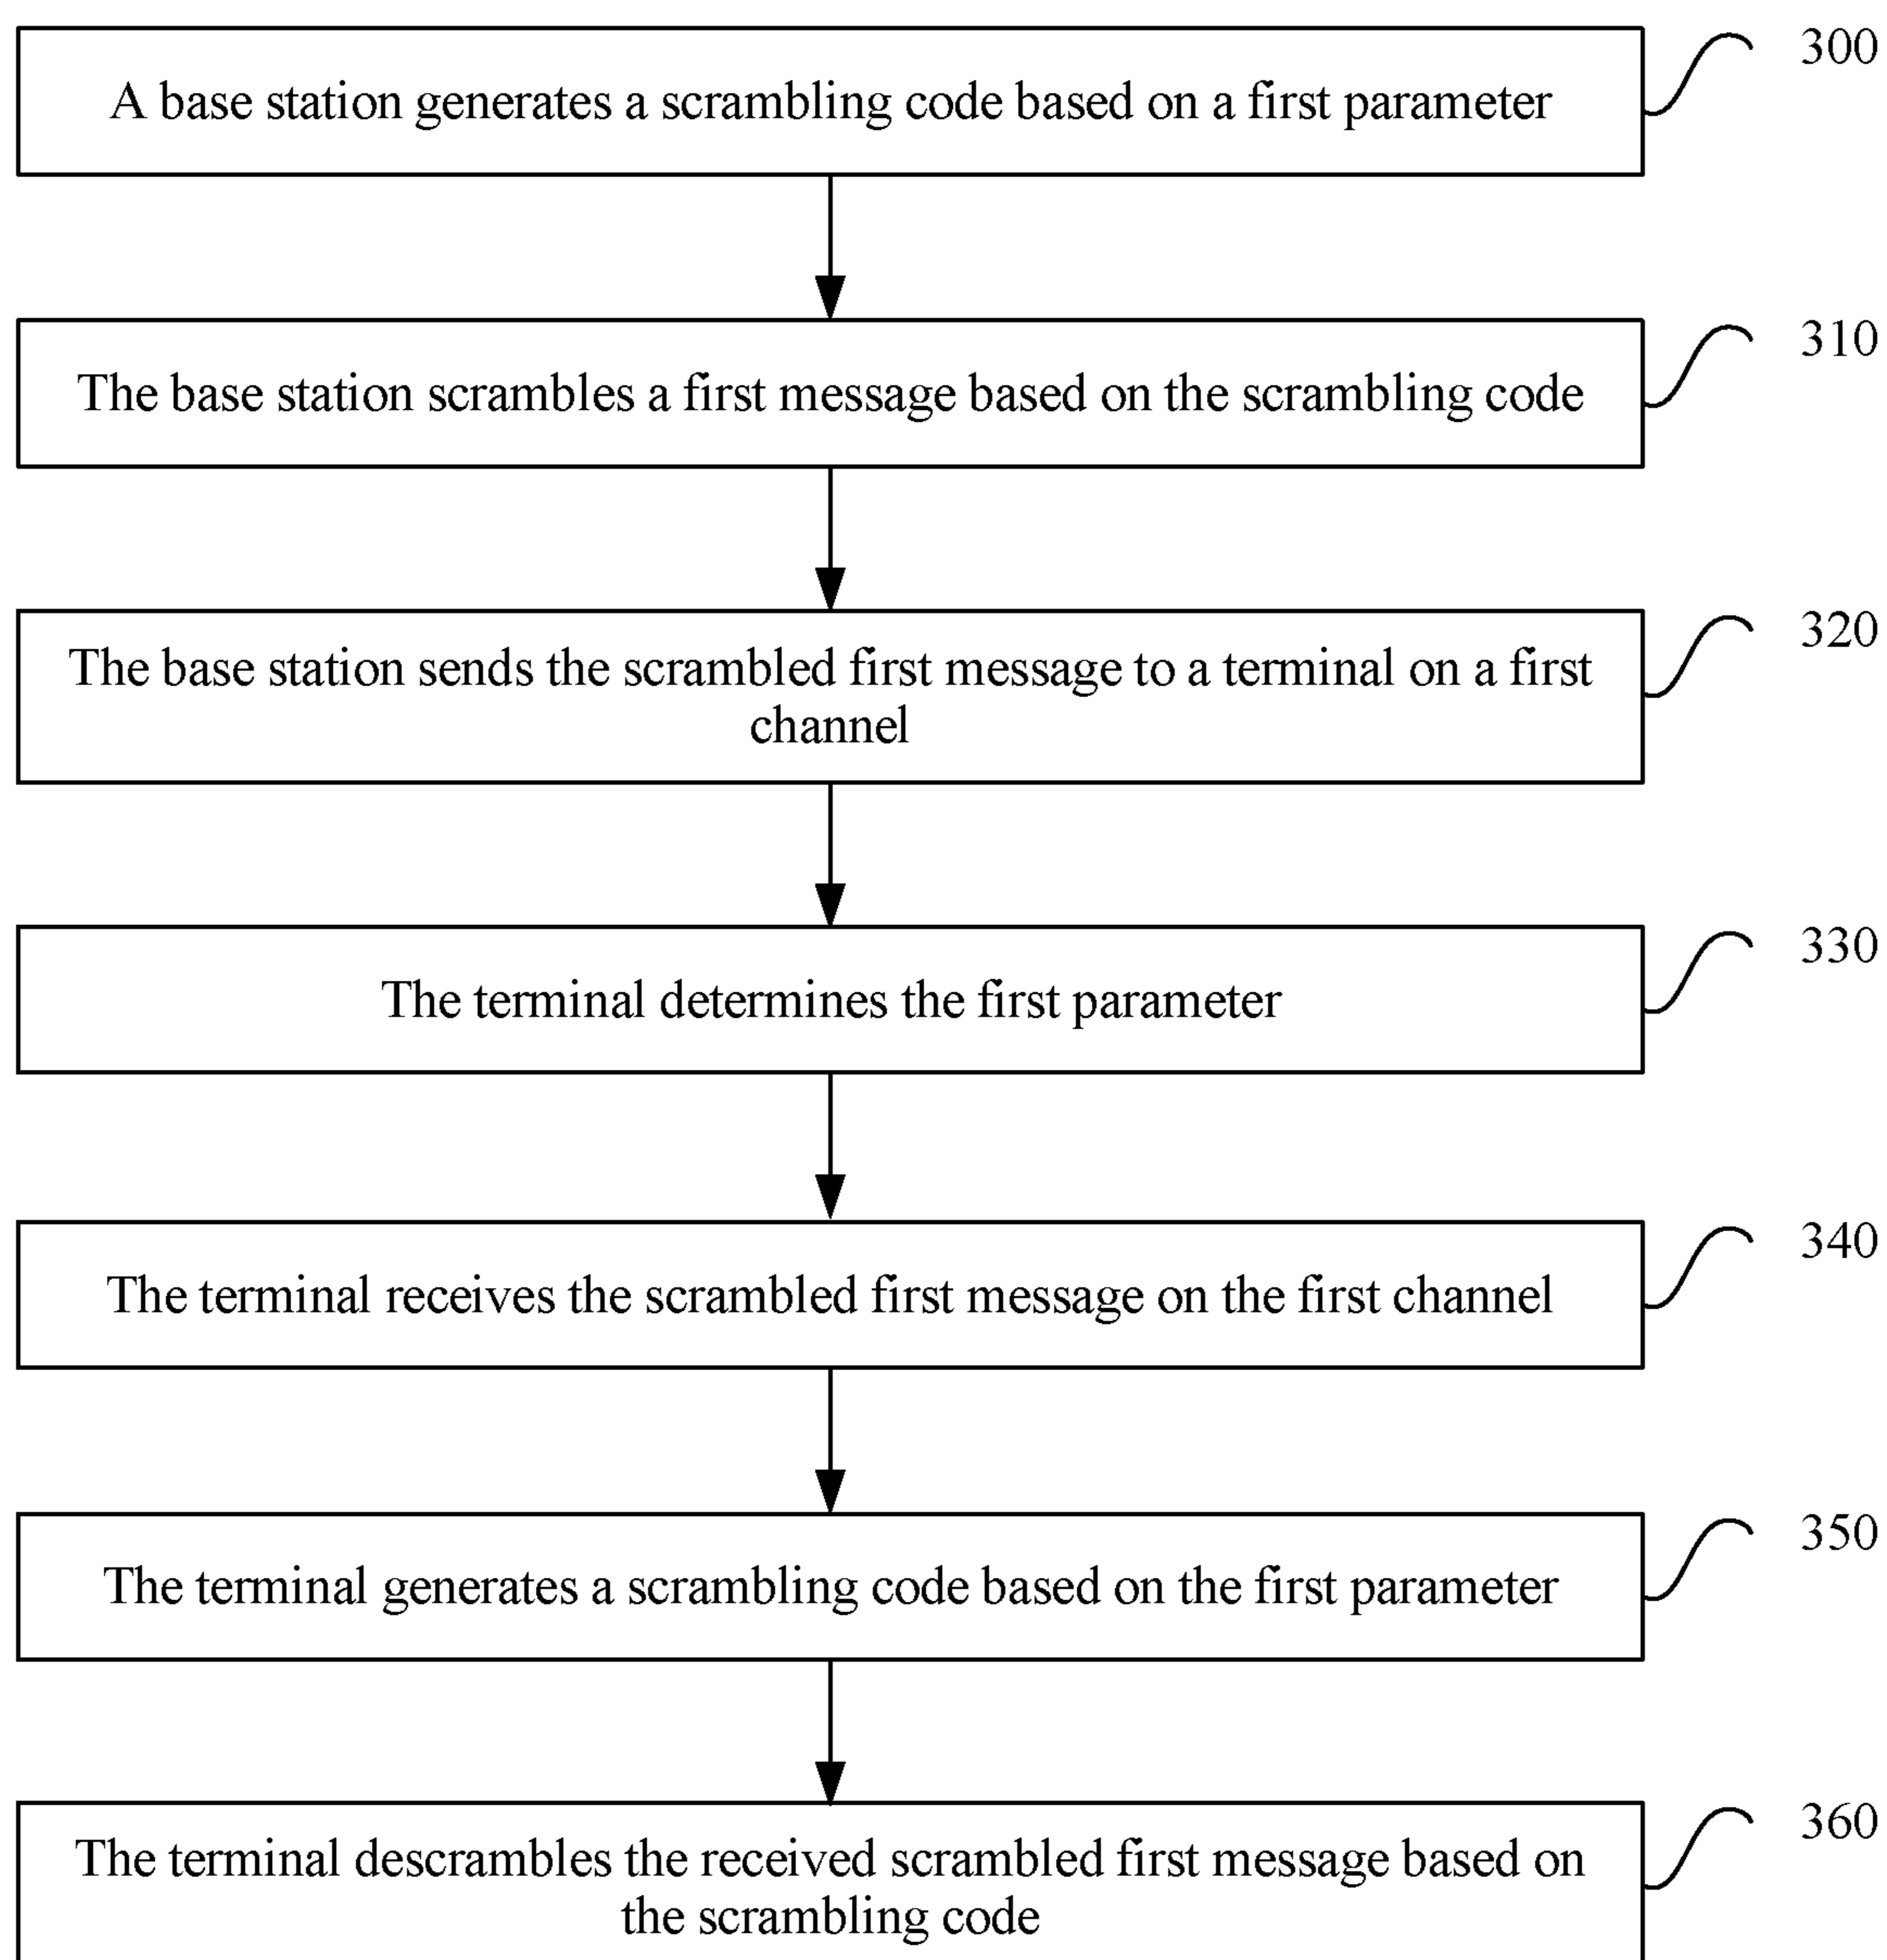 A base station generates a scrambling code based on a first parameter
300
The base station scrambles a first message based on the scrambling code
310
The base station sends the scrambled first message to a terminal on a first
channel
320
The terminal determines the first parameter
330
The terminal receives the scrambled first message on the first channel
340
The terminal generates a scrambling code based on the first parameter
350
The terminal descrambles the received scrambled first message based on
the scrambling code
360